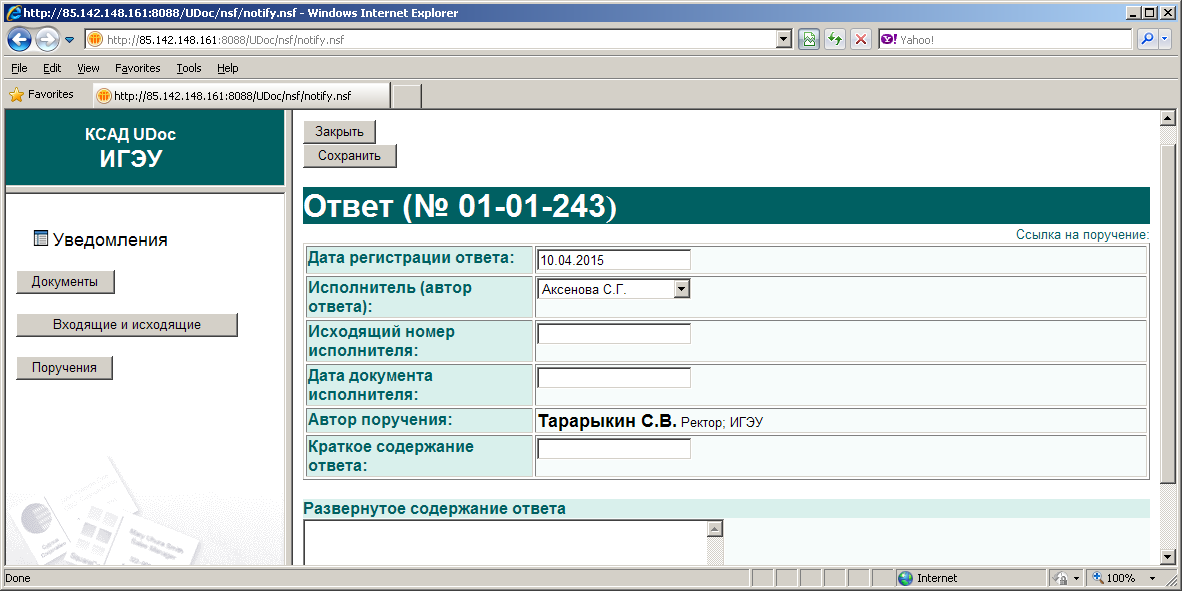 http://85.142.148.161:8088/UDoc/nsf/notify.nsf - Windows Internet Explorer
http://85.142.148.161:8088/UDoc/nsf/notify.nsf
Yahoo!
File Edit View Favorites Tools Help
Favorites http://85.142.148.161:8088/UDoc/nsf/notify.nsf
КСАД UDoc
ИГЭУ
Уведомления
Документы
Входящие и исходящие
Поручения
Закрыть
Сохранить
Ответ (№ 01-01-243)
Ссылка на поручение:
Дата регистрации ответа: 10.04.2015
Исполнитель (автор Аксенова С.Г.
ответа):
Исходящий номер
исполнителя:
Дата документа
исполнителя:
Автор поручения: Тарарыкин С.В. Ректор; ИГЭУ
Краткое содержание
ответа:
Развернутое содержание ответа
Done Internet 100%